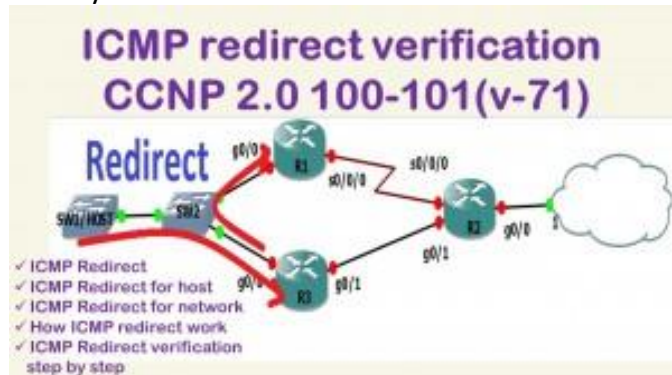 ICMP redirect verification
CCNP 2.0 100-101(v-71)
Redirect
g0/0
R1
s0/0/0
s0/0/0
SW1/HOST
SW2
R2
g0/0
g0/1
g0/0
R3
g0/1
✓ ICMP Redirect
✓ ICMP Redirect for host
✓ ICMP Redirect for network
✓ How ICMP redirect work
✓ ICMP Redirect verification
step by step